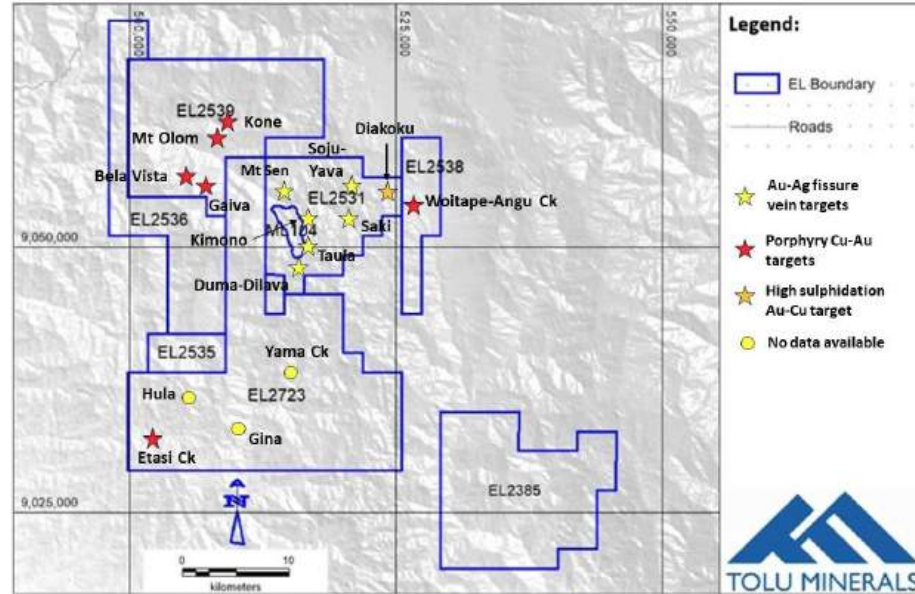 500,000
525,000
550,000
Legend:
EL Boundary
Roads
Au-Ag fissure
vein targets
Porphyry Cu-Au
targets
High sulphidation
Au-Cu target
No data available
EL2539
Kone
Mt Olom
Diakoku
Soju-
Yava
Mt Sen
EL2538
Bela Vista
Gaiva
EL2531
Woitape-Angu Ck
EL2536
Saki
Kimono
ML104
9,050,000
Tauia
Duma-Dilava
EL2535
Yama Ck
Hula
EL2723
Gina
Etasi Ck
EL2385
9,025,000
N
0
10
kilometers
TOLU MINERALS